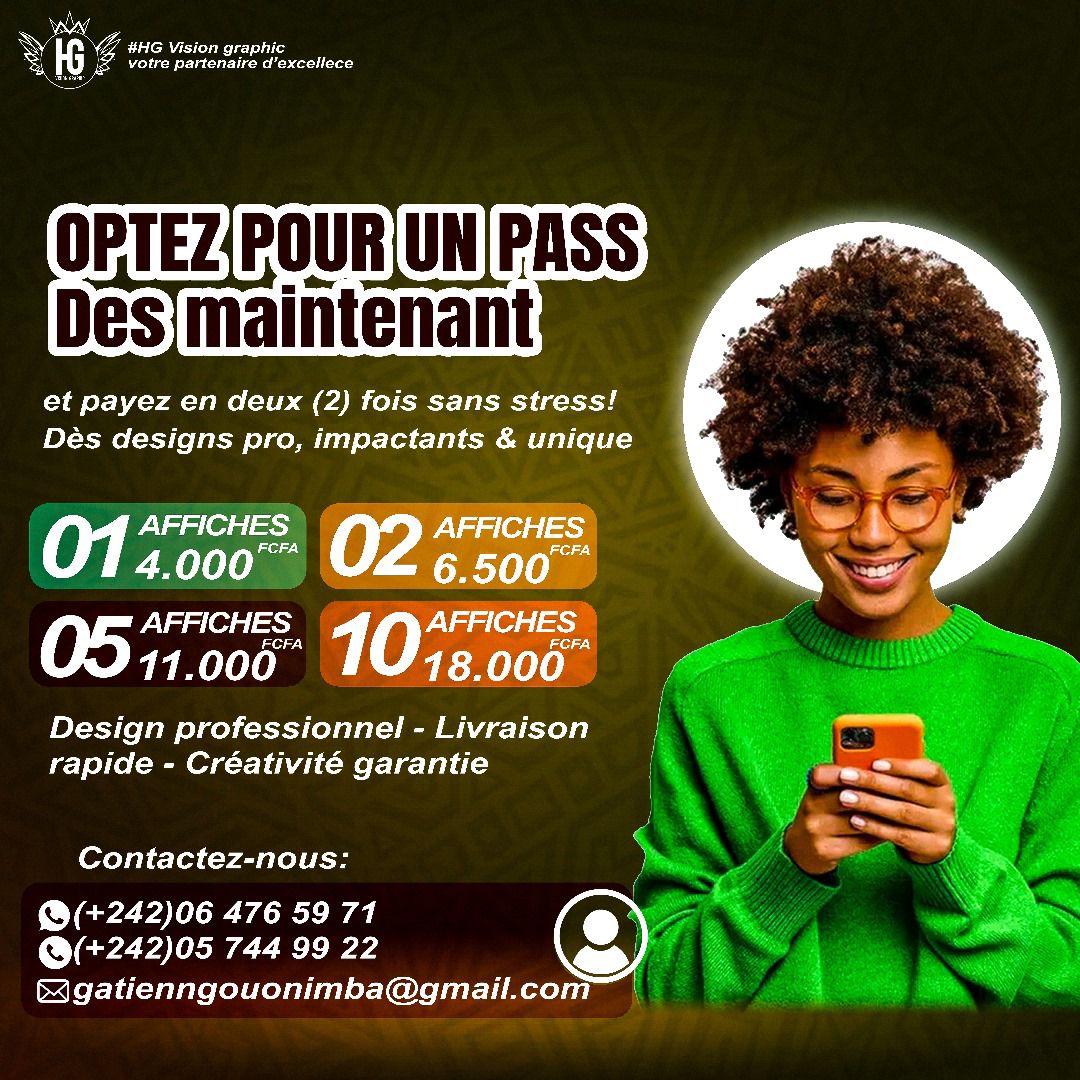 HG
VISION GRAPHIC
#HG Vision graphic
votre partenaire d'excellece
OPTEZ POUR UN PASS
Des maintenant
et payez en deux (2) fois sans stress!
Dès designs pro, impactants & unique
01 AFFICHES
4.000 FCFA
02 AFFICHES
6.500 FCFA
05 AFFICHES
11.000 FCFA
10 AFFICHES
18.000 FCFA
Design professionnel - Livraison
rapide - Créativité garantie
Contactez-nous:
(+242)06 476 59 71
(+242)05 744 99 22
gatienngouonimba@gmail.com